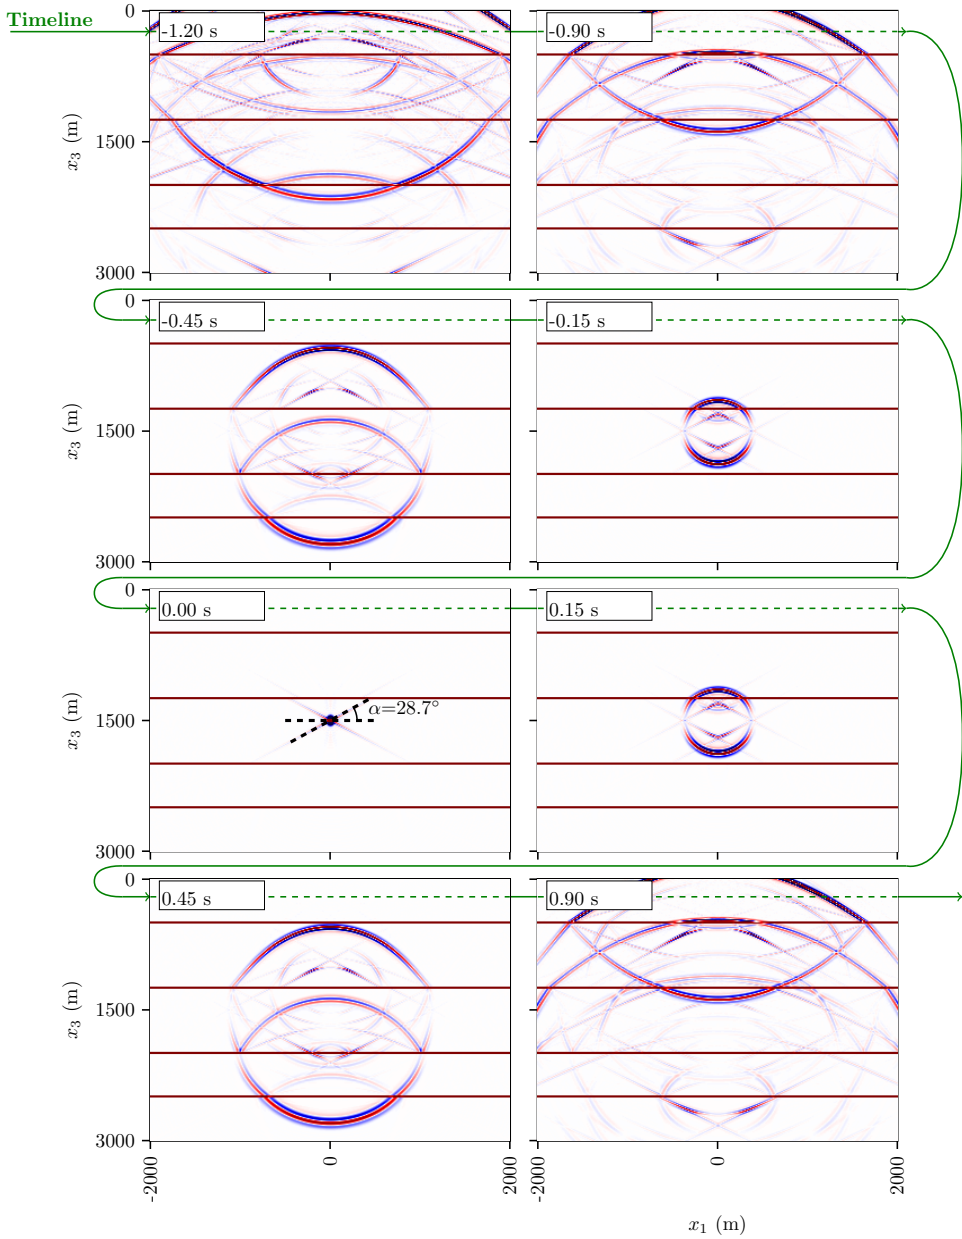 Timeline
0
-1.20 s
-0.90 s
x3 (m)
1500
3000
0
-0.45 s
-0.15 s
x3 (m)
1500
3000
0
0.00 s
0.15 s
α=28.7°
x3 (m)
1500
3000
0
0.45 s
0.90 s
x3 (m)
1500
3000
-2000
0
2000
-2000
0
2000
x1 (m)